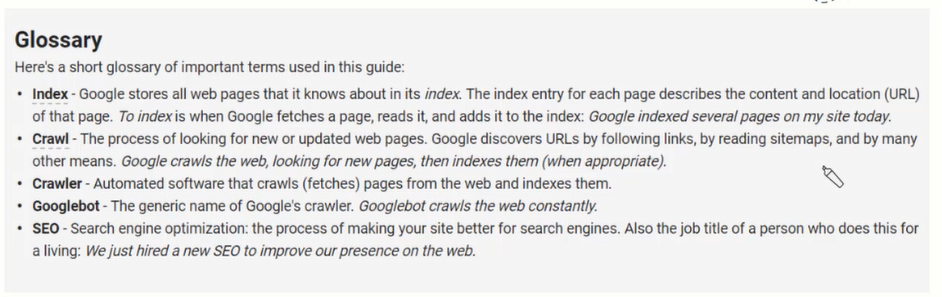 Glossary
Here's a short glossary of important terms used in this guide:
• Index - Google stores all web pages that it knows about in its index. The index entry for each page describes the content and location (URL)
of that page. To index is when Google fetches a page, reads it, and adds it to the index: Google indexed several pages on my site today.
• Crawl - The process of looking for new or updated web pages. Google discovers URLs by following links, by reading sitemaps, and by many
other means. Google crawls the web, looking for new pages, then indexes them (when appropriate).
• Crawler - Automated software that crawls (fetches) pages from the web and indexes them.
• Googlebot - The generic name of Google's crawler. Googlebot crawls the web constantly.
• SEO - Search engine optimization: the process of making your site better for search engines. Also the job title of a person who does this for
a living: We just hired a new SEO to improve our presence on the web.